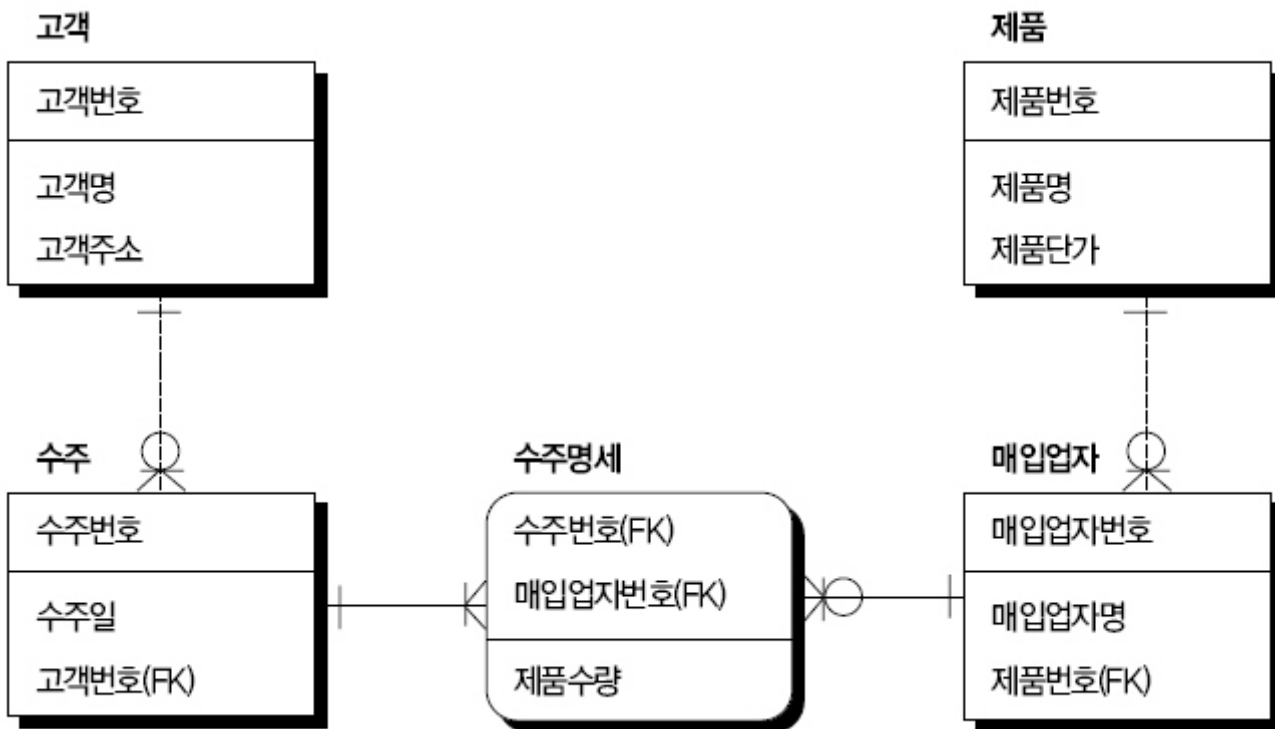 고객
고객번호
고객명
고객주소
제품
제품번호
제품명
제품단가
수주
수주번호
수주일
고객번호(FK)
수주명세
수주번호(FK)
매입업자번호(FK)
제품수량
매입업자
매입업자번호
매입업자명
제품번호(FK)